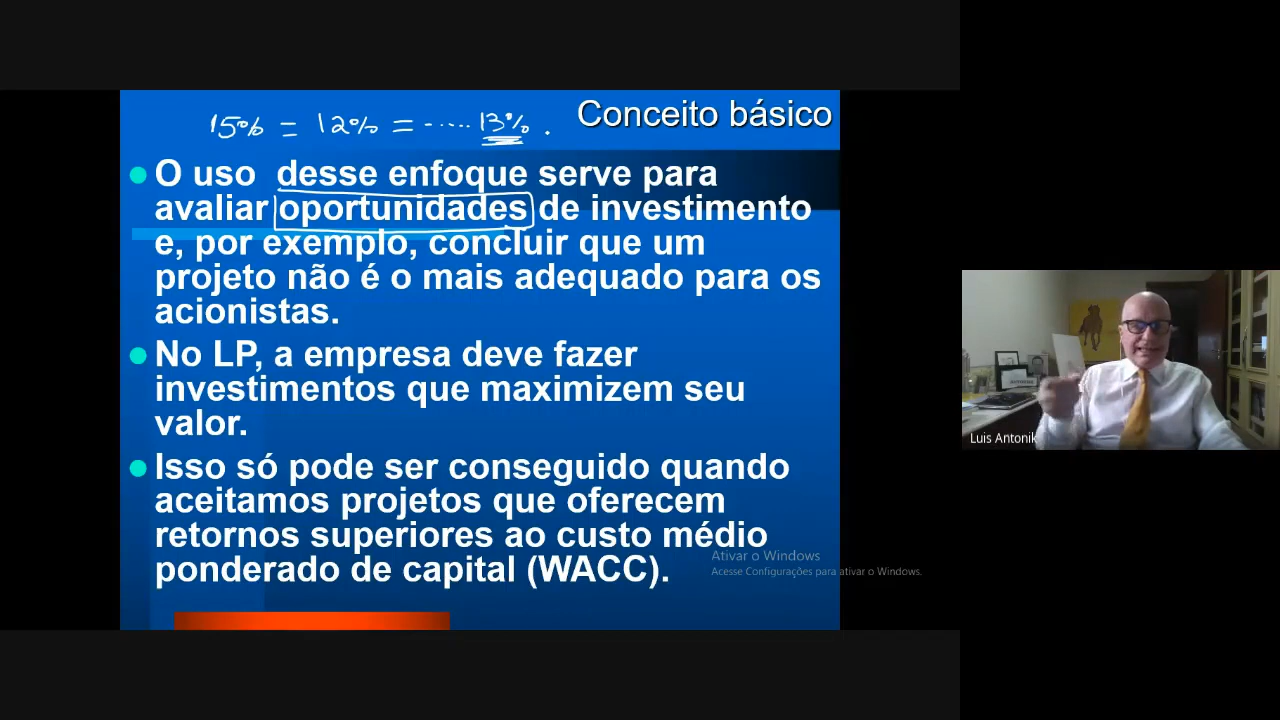 Conceito básico
15% = 12% = ..... 13% .
O uso desse enfoque serve para
avaliar oportunidades de investimento
e, por exemplo, concluir que um
projeto não é o mais adequado para os
acionistas.
No LP, a empresa deve fazer
investimentos que maximizem seu
valor.
Isso só pode ser conseguido quando
aceitamos projetos que oferecem
retornos superiores ao custo médio
ponderado de capital (WACC).
Ativar o Windows
Acesse Configurações para ativar o Windows.
Luis Antonik